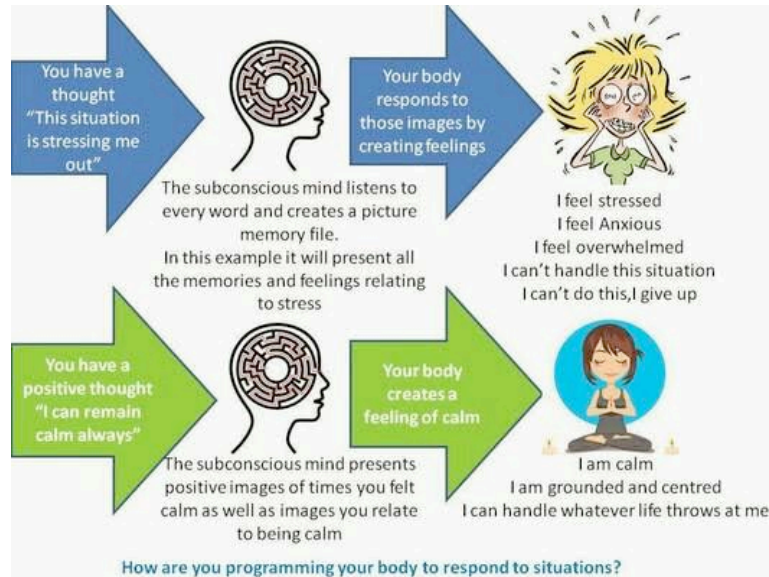 You have a
thought
“This situation
is stressing me
out”
The subconscious mind listens to
every word and creates a picture
memory file.
In this example it will present all
the memories and feelings relating
to stress
Your body
responds to
those images by
creating feelings
I feel stressed
I feel Anxious
I feel overwhelmed
I can’t handle this situation
I can’t do this,I give up
You have a
positive thought
“I can remain
calm always”
The subconscious mind presents
positive images of times you felt
calm as well as images you relate
to being calm
Your body
creates a
feeling of calm
I am calm
I am grounded and centred
I can handle whatever life throws at me
How are you programming your body to respond to situations?